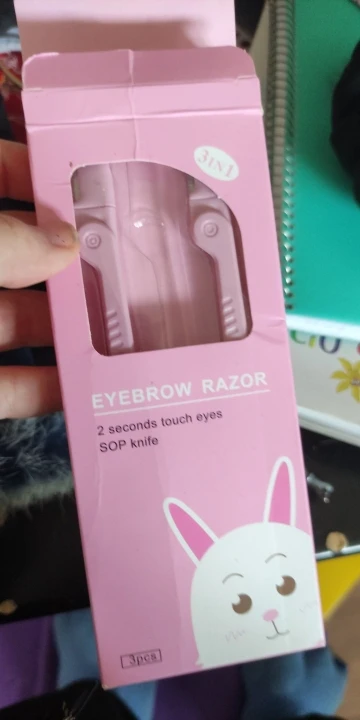 3IN1
EYEBROW RAZOR
2 seconds touch eyes
SOP knife
3pcs